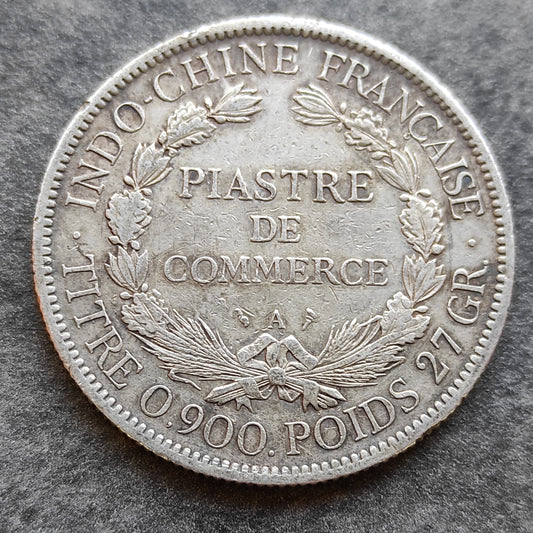 INDO-CHINE FRANÇAISE
PIASTRE
DE
COMMERCE
A
· TITRE 0.900. POIDS 27 GR. ·